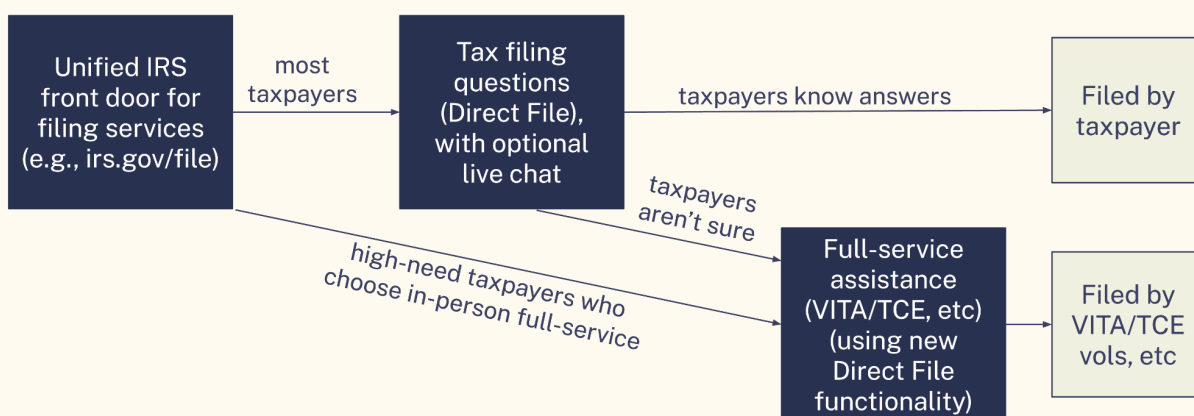 Unified IRS
front door for
filing services
(e.g., irs.gov/file)
most
taxpayers
Tax filing
questions
(Direct File),
with optional
live chat
taxpayers know answers
Filed by
taxpayer
taxpayers
aren't sure
high-need taxpayers who
choose in-person full-service
Full-service
assistance
(VITA/TCE, etc)
(using new
Direct File
functionality)
Filed by
VITA/TCE
vols, etc